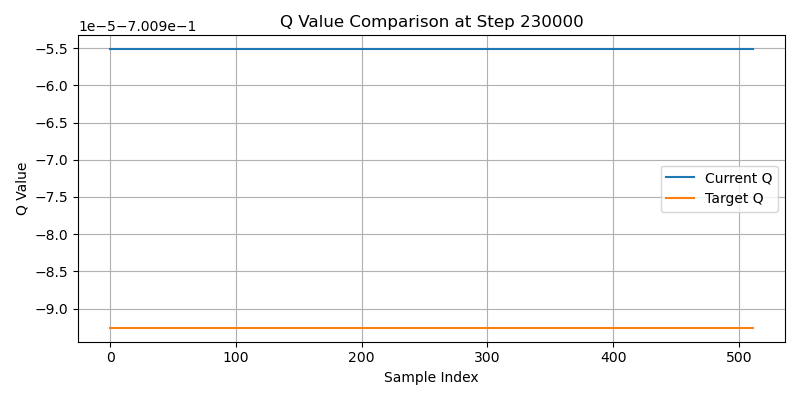 Q Value Comparison at Step 230000
1e−5−7.009e−1
−5.5
−6.0
−6.5
−7.0
−7.5
−8.0
−8.5
−9.0
Q Value
Current Q
Target Q
0 100 200 300 400 500
Sample Index